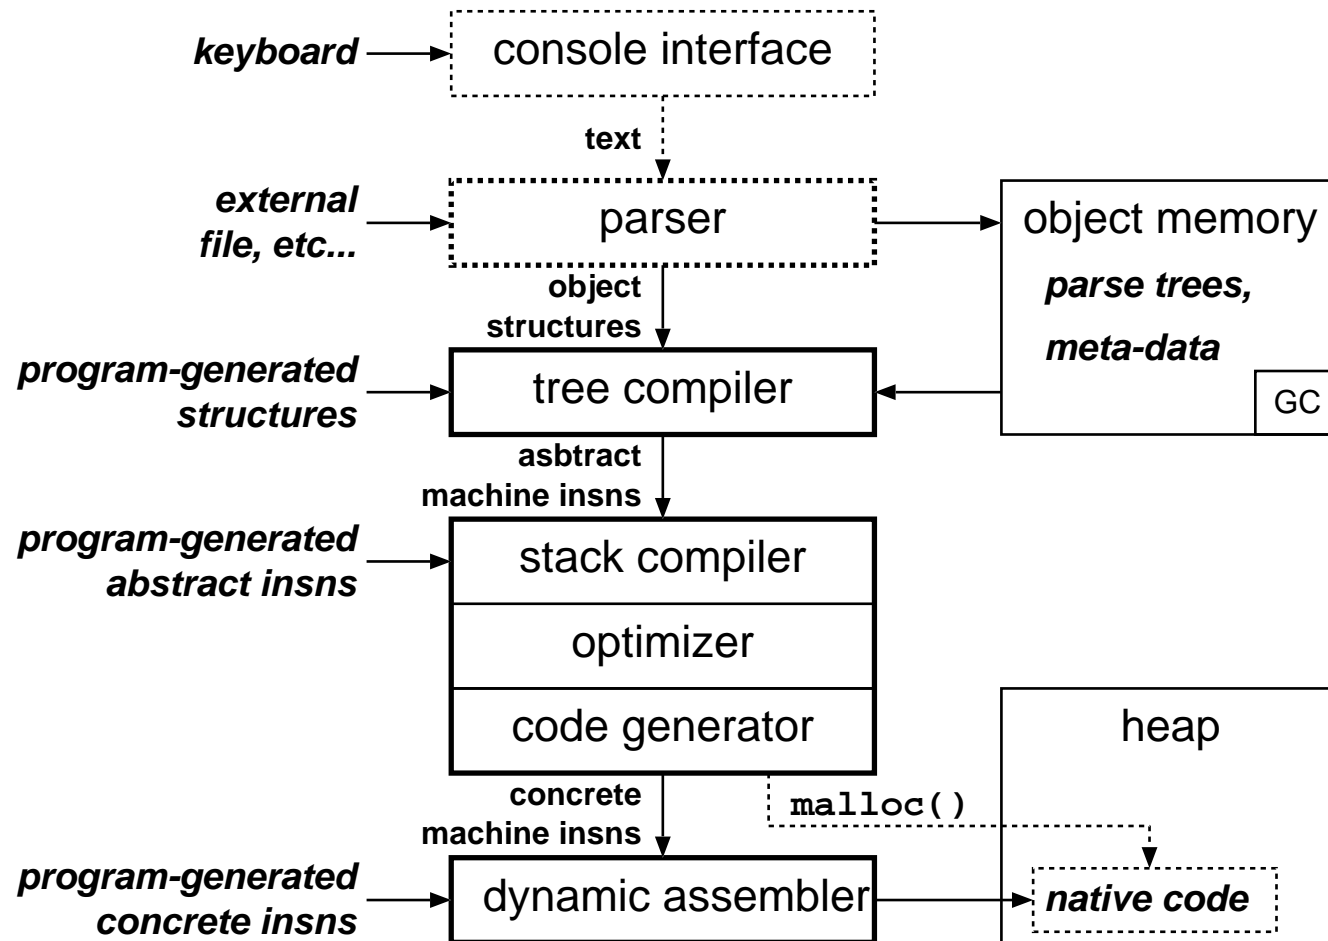 keyboard
console interface
text
external
file, etc...
parser
object memory
parse trees,
meta-data
GC
object
structures
program-generated
structures
tree compiler
asbtract
machine insns
program-generated
abstract insns
stack compiler
optimizer
code generator
heap
malloc()
concrete
machine insns
program-generated
concrete insns
dynamic assembler
native code